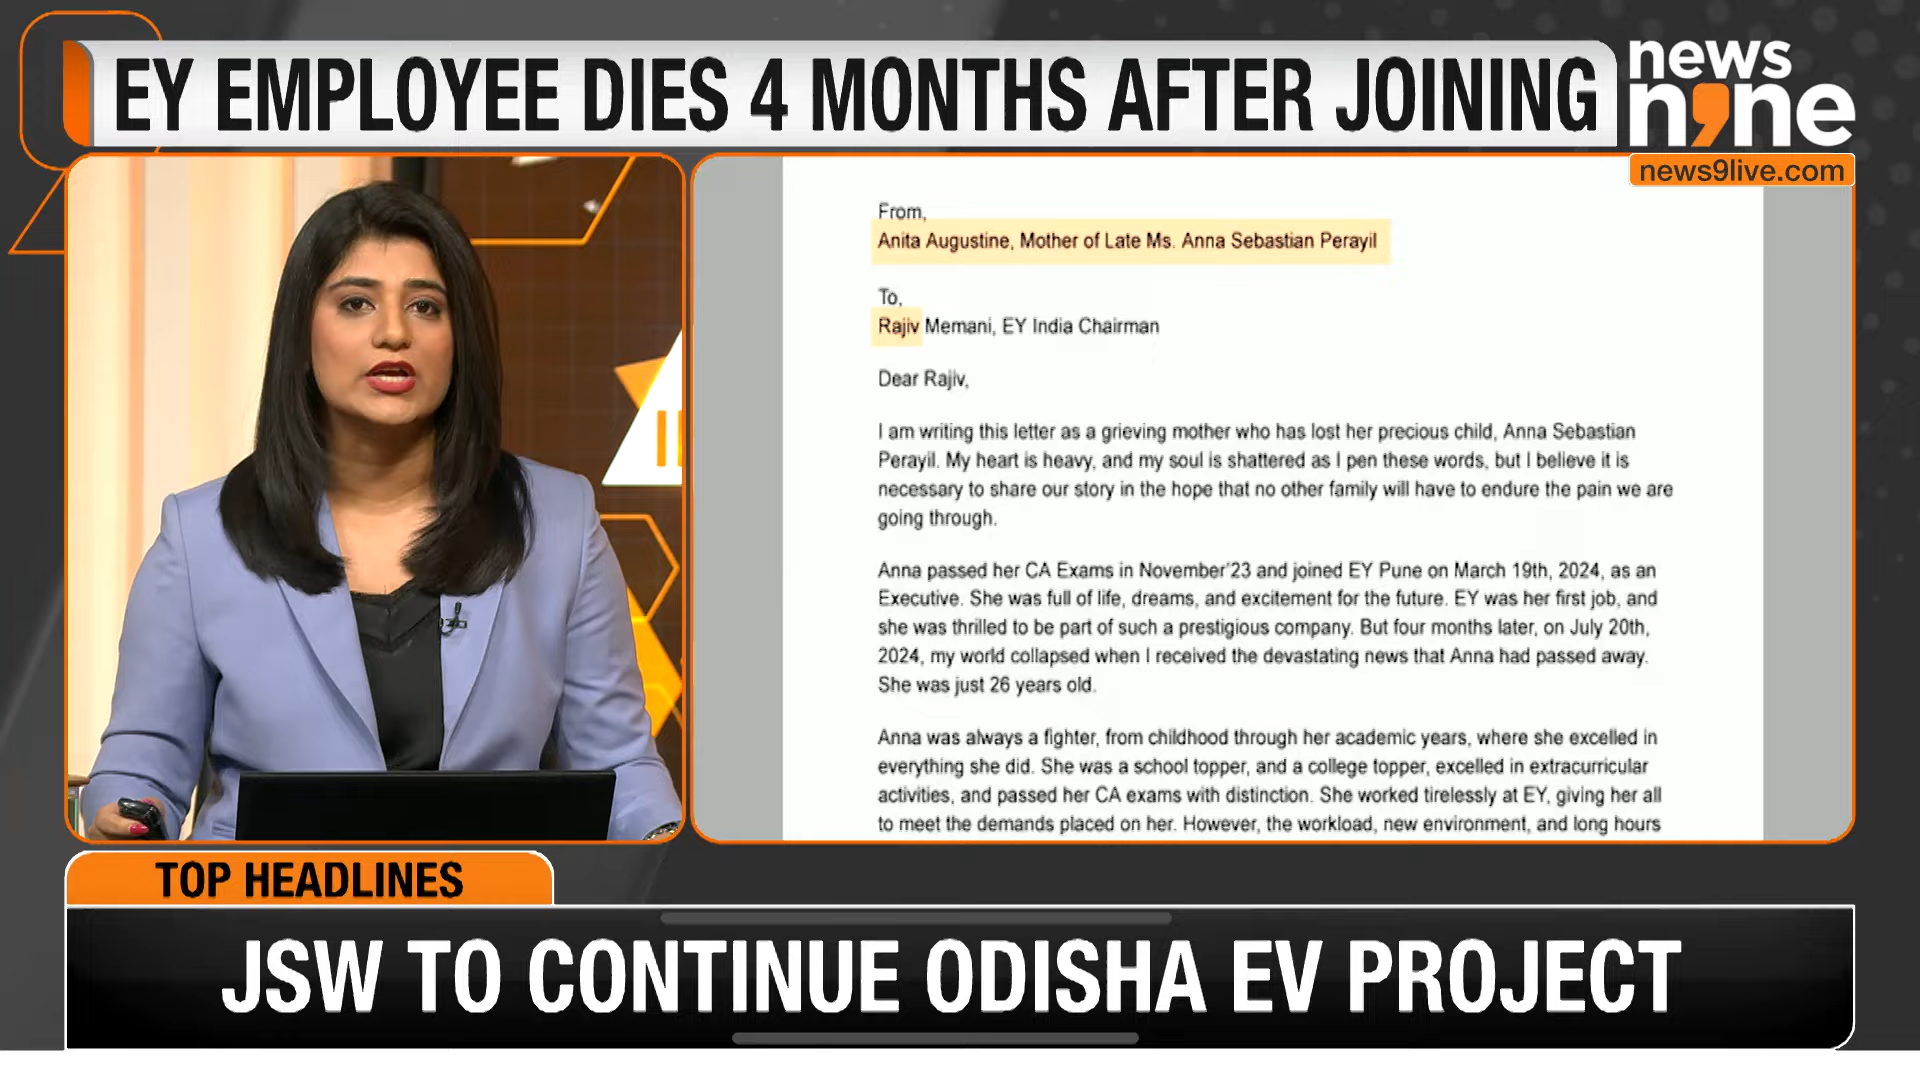 EY EMPLOYEE DIES 4 MONTHS AFTER JOINING
news
n9ne
news9live.com
From,
Anita Augustine, Mother of Late Ms. Anna Sebastian Perayil
To,
Rajiv Memani, EY India Chairman
Dear Rajiv,
I am writing this letter as a grieving mother who has lost her precious child, Anna Sebastian
Perayil. My heart is heavy, and my soul is shattered as I pen these words, but I believe it is
necessary to share our story in the hope that no other family will have to endure the pain we are
going through.
Anna passed her CA Exams in November'23 and joined EY Pune on March 19th, 2024, as an
Executive. She was full of life, dreams, and excitement for the future. EY was her first job, and
she was thrilled to be part of such a prestigious company. But four months later, on July 20th,
2024, my world collapsed when I received the devastating news that Anna had passed away.
She was just 26 years old.
Anna was always a fighter, from childhood through her academic years, where she excelled in
everything she did. She was a school topper, and a college topper, excelled in extracurricular
activities, and passed her CA exams with distinction. She worked tirelessly at EY, giving her all
to meet the demands placed on her. However, the workload, new environment, and long hours
TOP HEADLINES
JSW TO CONTINUE ODISHA EV PROJECT